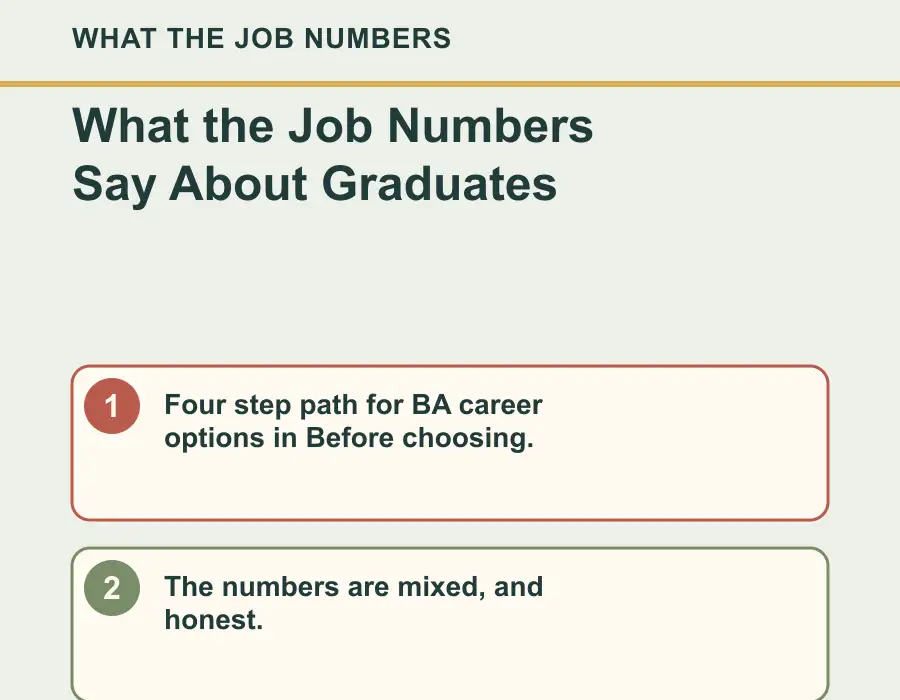 WHAT THE JOB NUMBERS
What the Job Numbers
Say About Graduates
1
Four step path for BA career
options in Before choosing.
2
The numbers are mixed, and
honest.